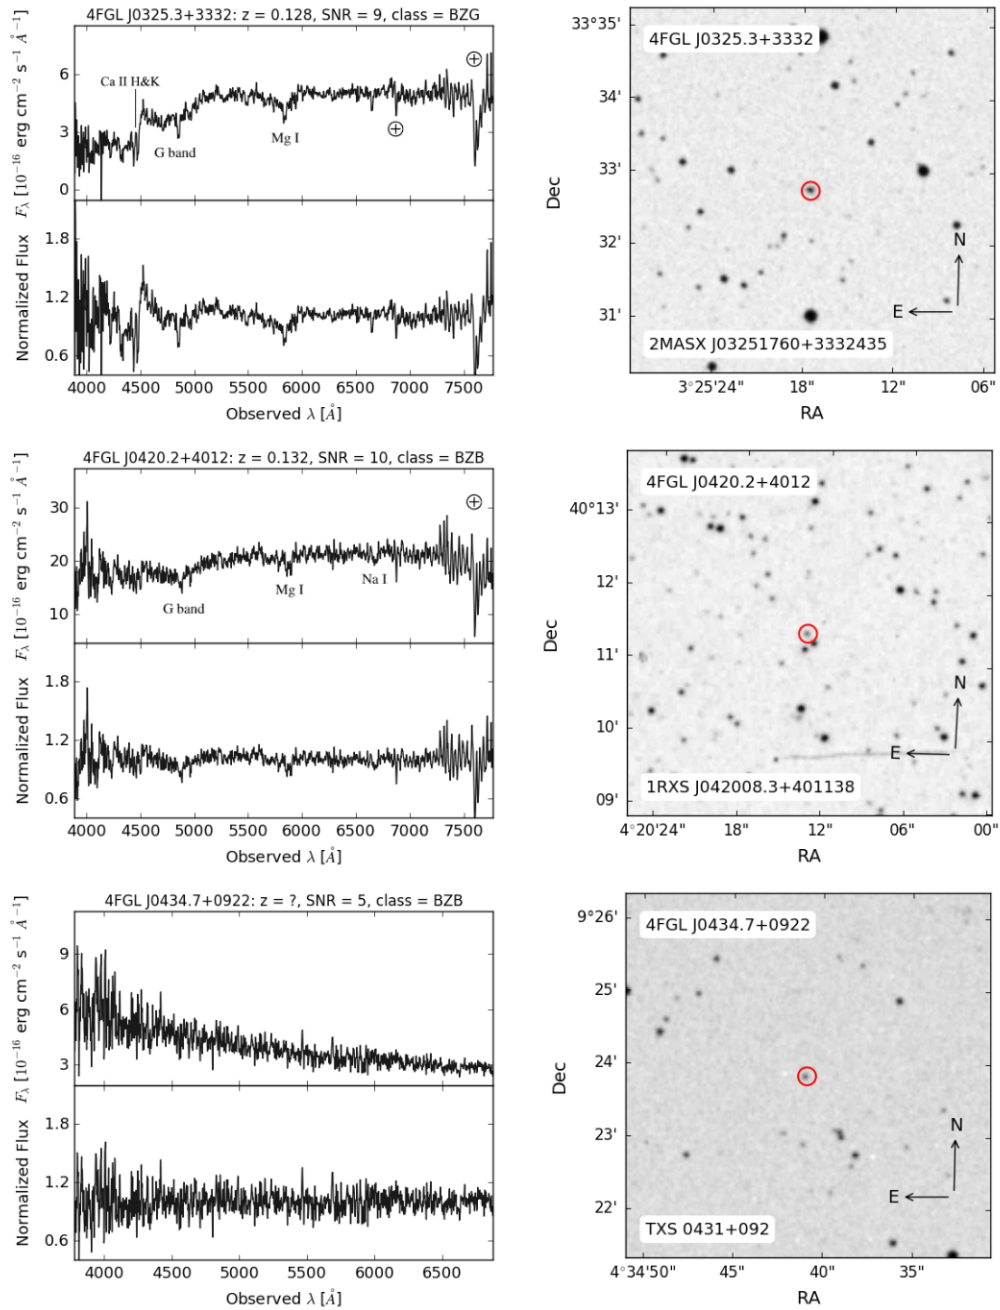 4FGL J0325.3+3332: z = 0.128, SNR = 9, class = BZG
Fλ [10⁻¹⁶ erg cm⁻² s⁻¹ Å⁻¹]
6
3
0
Ca II H&K
G band
Mg I
⊕
⊕
Normalized Flux
1.8
1.2
0.6
4000 4500 5000 5500 6000 6500 7000 7500
Observed λ [Å]
33°35'
34'
33'
32'
31'
Dec
4FGL J0325.3+3332
N
E
2MASX J03251760+3332435
3°25'24" 18" 12" 06"
RA
4FGL J0420.2+4012: z = 0.132, SNR = 10, class = BZB
Fλ [10⁻¹⁶ erg cm⁻² s⁻¹ Å⁻¹]
30
20
10
⊕
G band
Mg I
Na I
Normalized Flux
1.8
1.2
0.6
4000 4500 5000 5500 6000 6500 7000 7500
Observed λ [Å]
40°13'
12'
11'
10'
09'
Dec
4FGL J0420.2+4012
N
E
1RXS J042008.3+401138
4°20'24" 18" 12" 06" 00"
RA
4FGL J0434.7+0922: z = ?, SNR = 5, class = BZB
Fλ [10⁻¹⁶ erg cm⁻² s⁻¹ Å⁻¹]
9
6
3
Normalized Flux
1.8
1.2
0.6
4000 4500 5000 5500 6000 6500
Observed λ [Å]
9°26'
25'
24'
23'
22'
Dec
4FGL J0434.7+0922
N
E
TXS 0431+092
4°34'50" 45" 40" 35"
RA